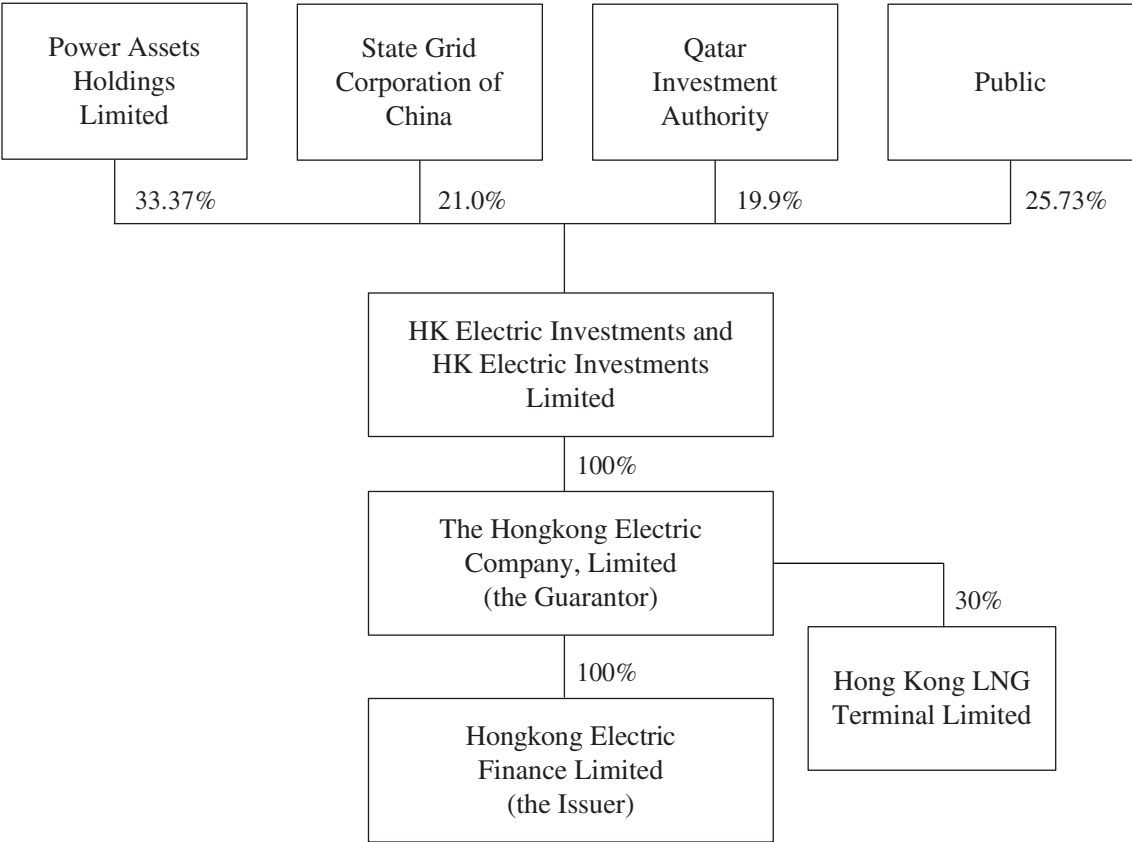 Power Assets
Holdings
Limited
State Grid
Corporation of
China
Qatar
Investment
Authority
Public
33.37%
21.0%
19.9%
25.73%
HK Electric Investments and
HK Electric Investments
Limited
100%
The Hongkong Electric
Company, Limited
(the Guarantor)
30%
100%
Hong Kong LNG
Terminal Limited
Hongkong Electric
Finance Limited
(the Issuer)